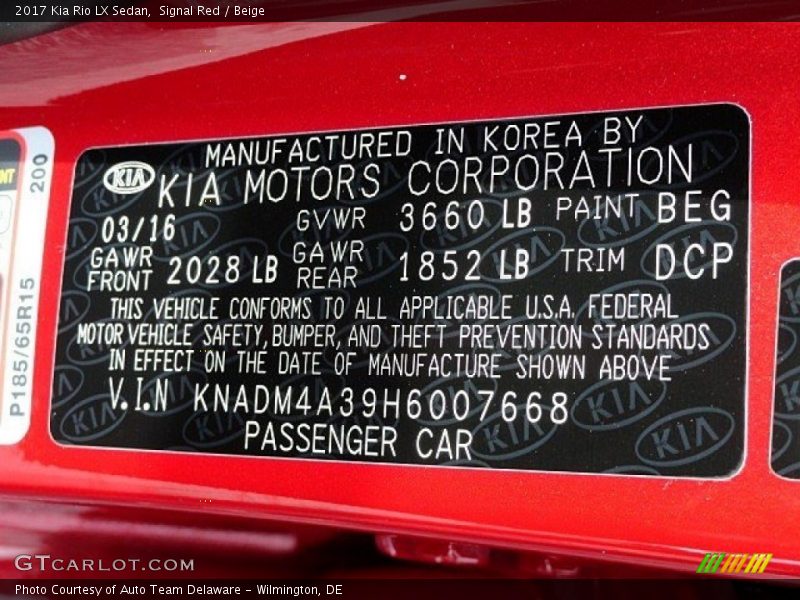 2017 Kia Rio LX Sedan,  Signal Red / Beige
MANUFACTURED IN KOREA BY
KIA KIA MOTORS CORPORATION
03/16 GVWR 3660 LB PAINT BEG
GAWR FRONT 2028 LB GAWR REAR 1852 LB TRIM DCP
THIS VEHICLE CONFORMS TO ALL APPLICABLE U.S.A. FEDERAL
MOTOR VEHICLE SAFETY, BUMPER, AND THEFT PREVENTION STANDARDS
IN EFFECT ON THE DATE OF MANUFACTURE SHOWN ABOVE
V.I.N KNADM4A39H6007668
PASSENGER CAR
200
P185/65R15
GTCARLOT.COM
Photo Courtesy of Auto Team Delaware - Wilmington, DE